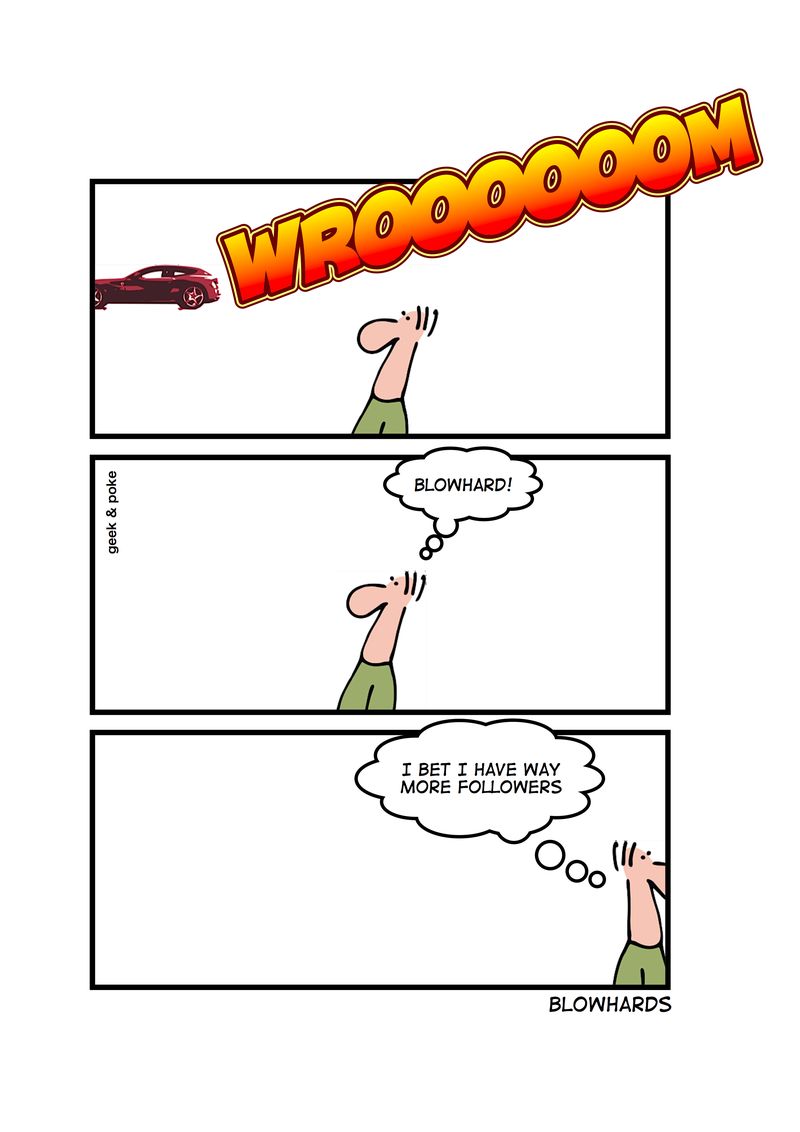 WROOOOOOM
geek & poke
BLOWHARD!
I BET I HAVE WAY
MORE FOLLOWERS
BLOWHARDS